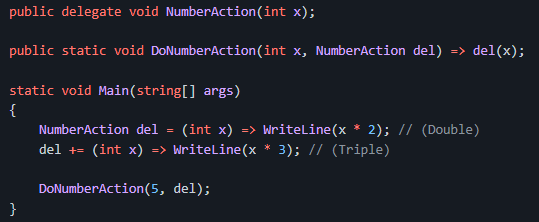 public delegate void NumberAction(int x);
public static void DoNumberAction(int x, NumberAction del) => del(x);
static void Main(string[] args)
{
NumberAction del = (int x) => WriteLine(x * 2); // (Double)
del += (int x) => WriteLine(x * 3); // (Triple)
DoNumberAction(5, del);
}